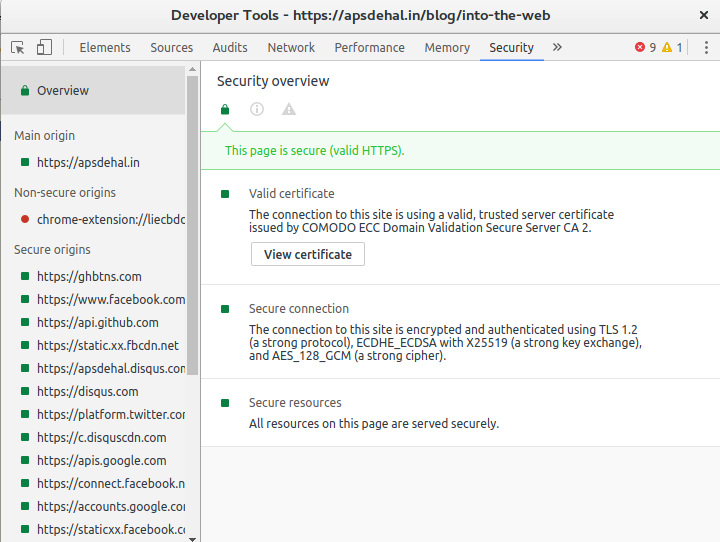 Developer Tools - https://apsdehal.in/blog/into-the-web
Elements Sources Audits Network Performance Memory Security » 9 1
Overview
Main origin
https://apsdehal.in
Non-secure origins
chrome-extension://liecbdc
Secure origins
https://ghbtns.com
https://www.facebook.com
https://api.github.com
https://static.xx.fbcdn.net
https://apsdehal.disqus.com
https://disqus.com
https://platform.twitter.com
https://c.disquscdn.com
https://apis.google.com
https://connect.facebook.n
https://accounts.google.com
https://staticxx.facebook.co
Security overview
This page is secure (valid HTTPS).
Valid certificate
The connection to this site is using a valid, trusted server certificate
issued by COMODO ECC Domain Validation Secure Server CA 2.
View certificate
Secure connection
The connection to this site is encrypted and authenticated using TLS 1.2
(a strong protocol), ECDHE_ECDSA with X25519 (a strong key exchange),
and AES_128_GCM (a strong cipher).
Secure resources
All resources on this page are served securely.